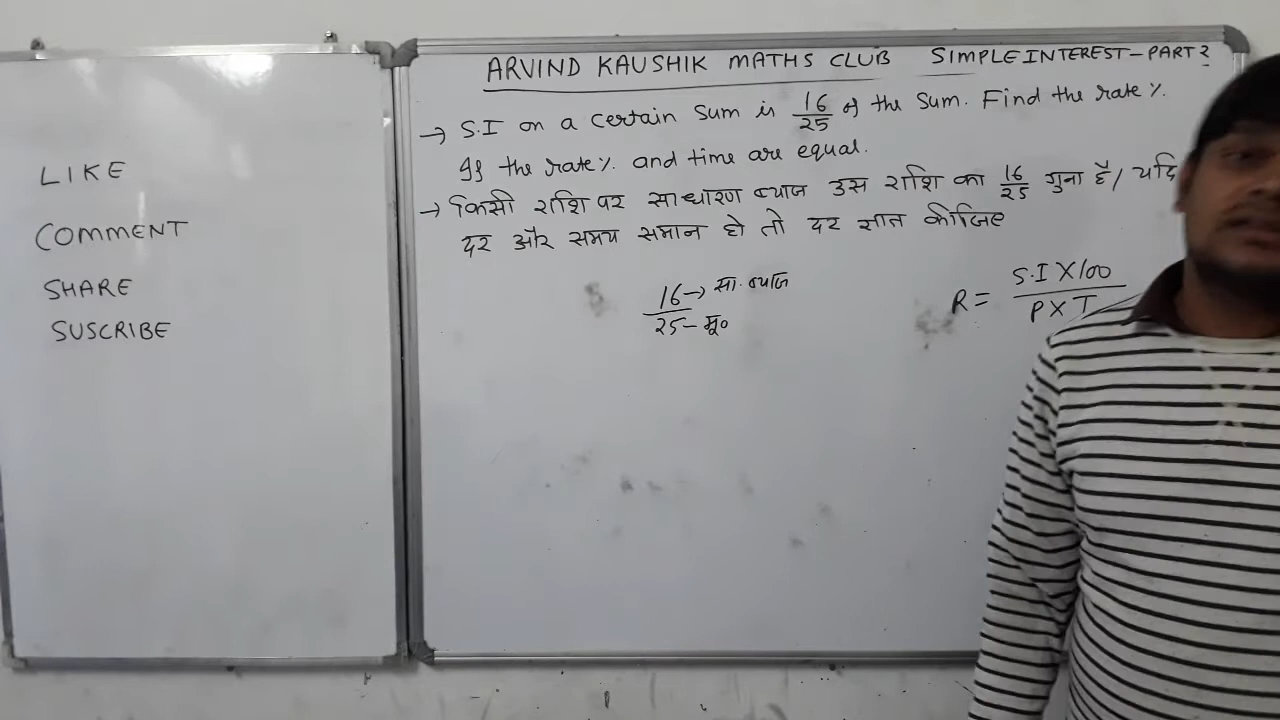 LIKE
COMMENT
SHARE
SUSCRIBE
ARVIND KAUSHIK MATHS CLUB SIMPLE INTEREST - PART 2
→ S.I on a certain Sum is 16/25 of the Sum. Find the rate %.
If the rate % and time are equal.
→ किसी राशि पर साधारण ब्याज उस राशि का 16/25 गुना है / यदि
दर और समय समान हो तो दर ज्ञात कीजिए
16 → सा. ब्याज
25 - मू०
R = S.I X 100
P X T